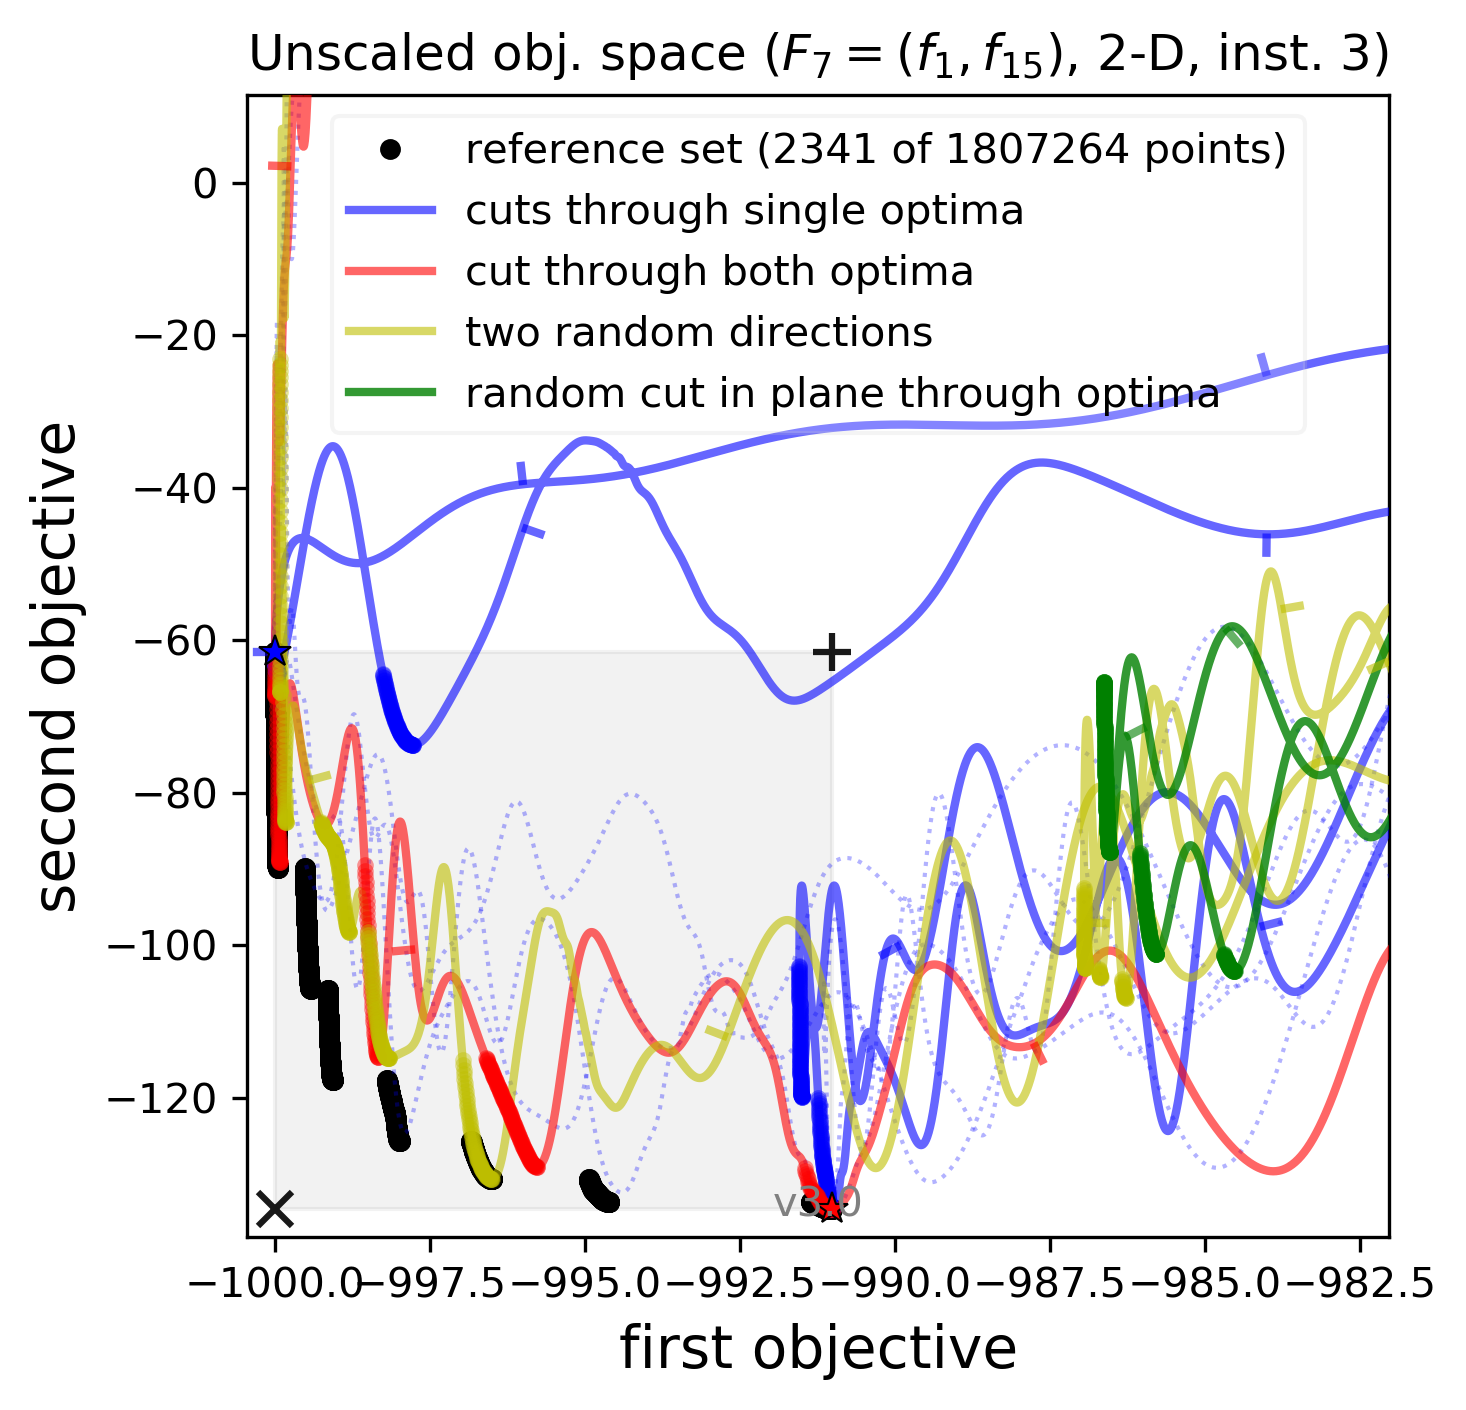 Unscaled obj. space (F₇ = (f₁, f₁₅), 2-D, inst. 3)
reference set (2341 of 1807264 points)
cuts through single optima
cut through both optima
two random directions
random cut in plane through optima
0
−20
−40
−60
−80
−100
−120
second objective
v3.0
−1000.0 −997.5 −995.0 −992.5 −990.0 −987.5 −985.0 −982.5
first objective